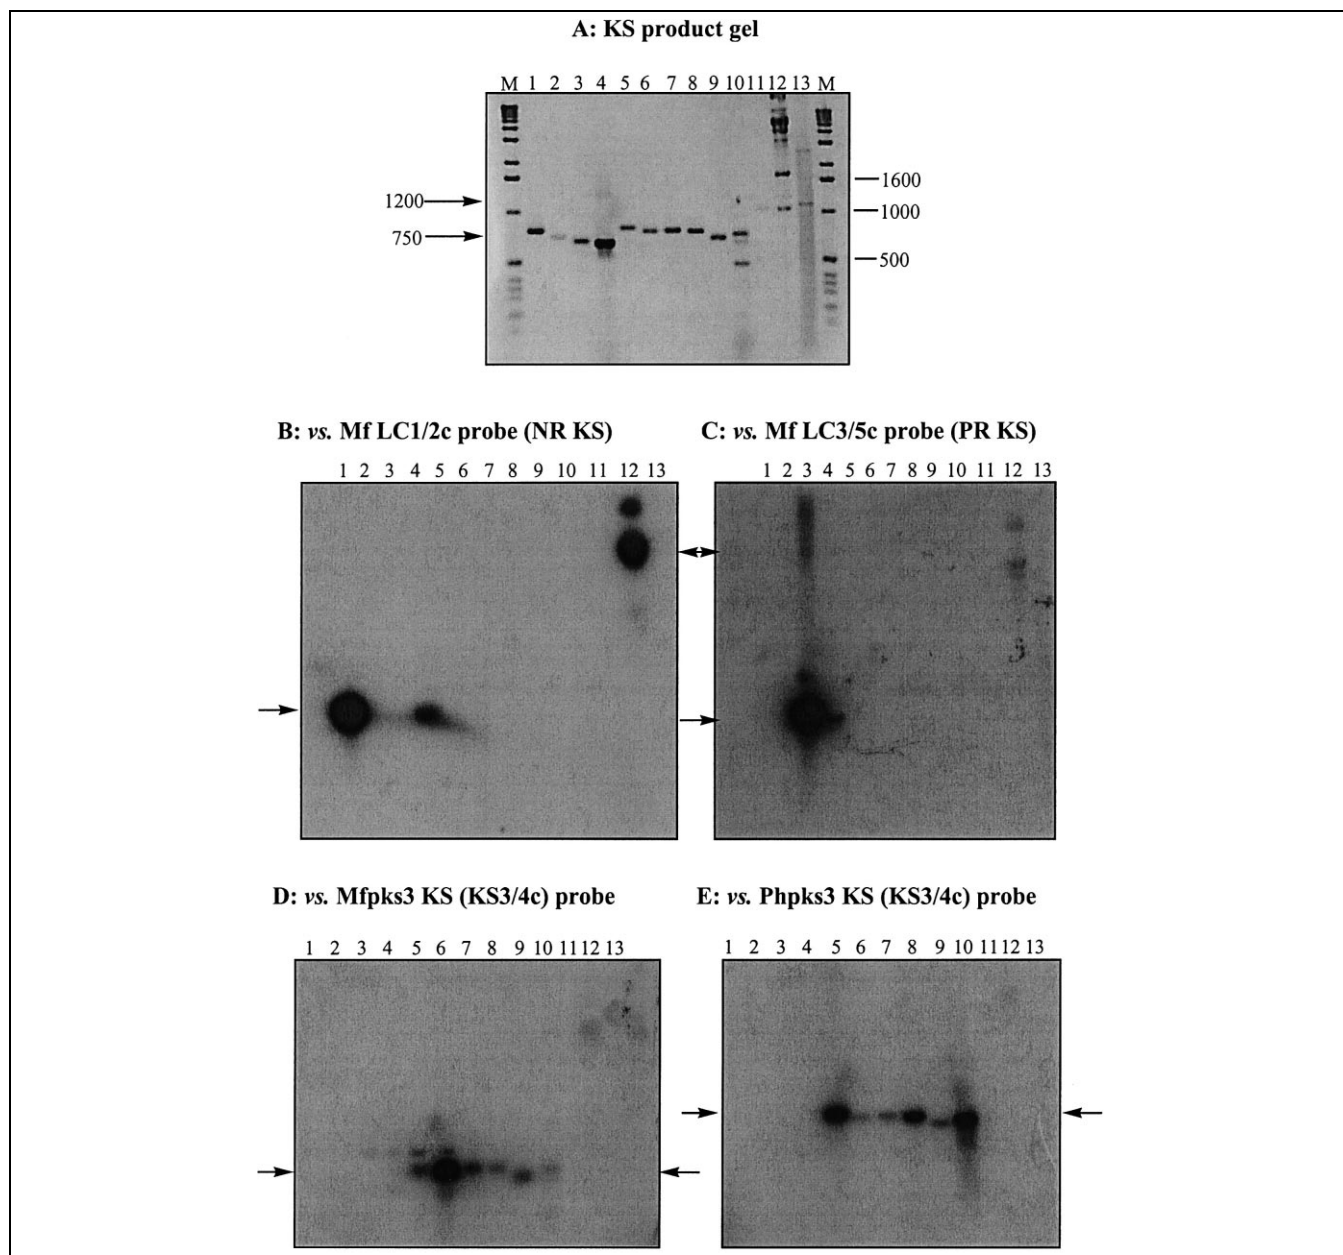 A: KS product gel
M 1 2 3 4 5 6 7 8 9 10 11 12 13 M
1200
750
1600
1000
500
B: vs. Mf LC1/2c probe (NR KS)
1 2 3 4 5 6 7 8 9 10 11 12 13
C: vs. Mf LC3/5c probe (PR KS)
1 2 3 4 5 6 7 8 9 10 11 12 13
D: vs. Mfpks3 KS (KS3/4c) probe
1 2 3 4 5 6 7 8 9 10 11 12 13
E: vs. Phpks3 KS (KS3/4c) probe
1 2 3 4 5 6 7 8 9 10 11 12 13